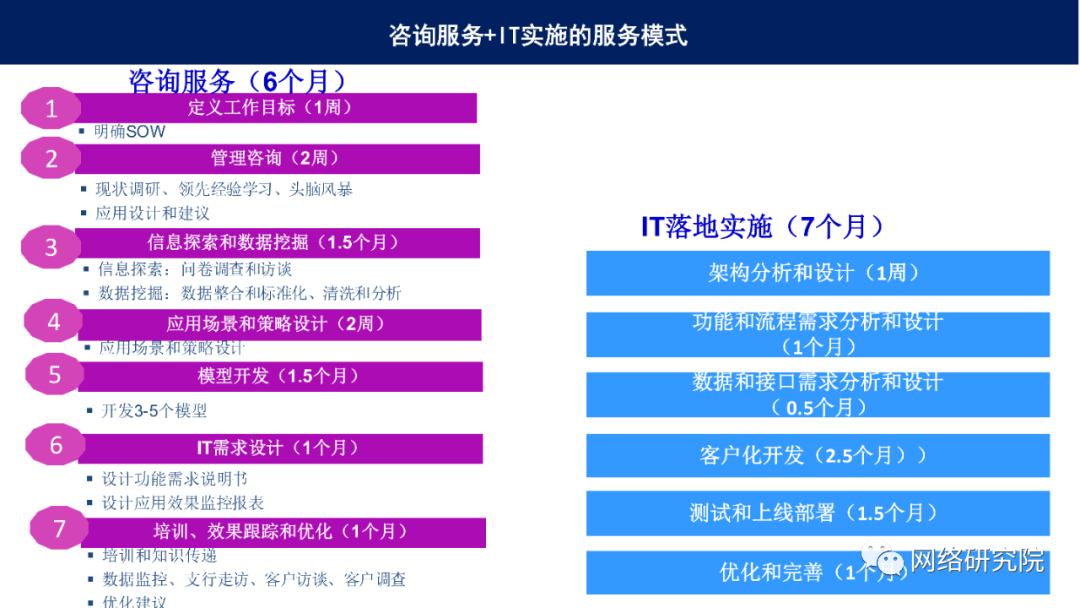 咨询服务+IT实施的服务模式
咨询服务（6个月）
1
定义工作目标（1周）
▪ 明确SOW
2
管理咨询（2周）
▪ 现状调研、领先经验学习、头脑风暴
▪ 应用设计和建议
3
信息探索和数据挖掘（1.5个月）
▪ 信息探索：问卷调查和访谈
▪ 数据挖掘：数据整合和标准化、清洗和分析
4
应用场景和策略设计（2周）
▪ 应用场景和策略设计
5
模型开发（1.5个月）
▪ 开发3-5个模型
6
IT需求设计（1个月）
▪ 设计功能需求说明书
▪ 设计应用效果监控报表
7
培训、效果跟踪和优化（1个月）
▪ 培训和知识传递
▪ 数据监控、支行走访、客户访谈、客户调查
▪ 优化建议
IT落地实施（7个月）
架构分析和设计（1周）
功能和流程需求分析和设计
（1个月）
数据和接口需求分析和设计
（ 0.5个月）
客户化开发（2.5个月））
测试和上线部署（1.5个月）
优化和完善（1个月）
网络研究院